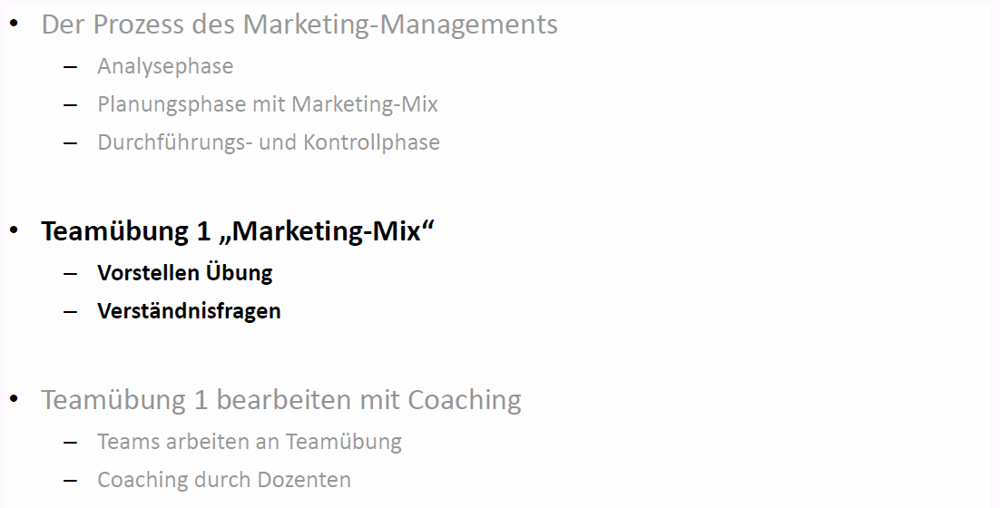 • Der Prozess des Marketing-Managements
– Analysephase
– Planungsphase mit Marketing-Mix
– Durchführungs- und Kontrollphase
• Teamübung 1 „Marketing-Mix“
– Vorstellen Übung
– Verständnisfragen
• Teamübung 1 bearbeiten mit Coaching
– Teams arbeiten an Teamübung
– Coaching durch Dozenten